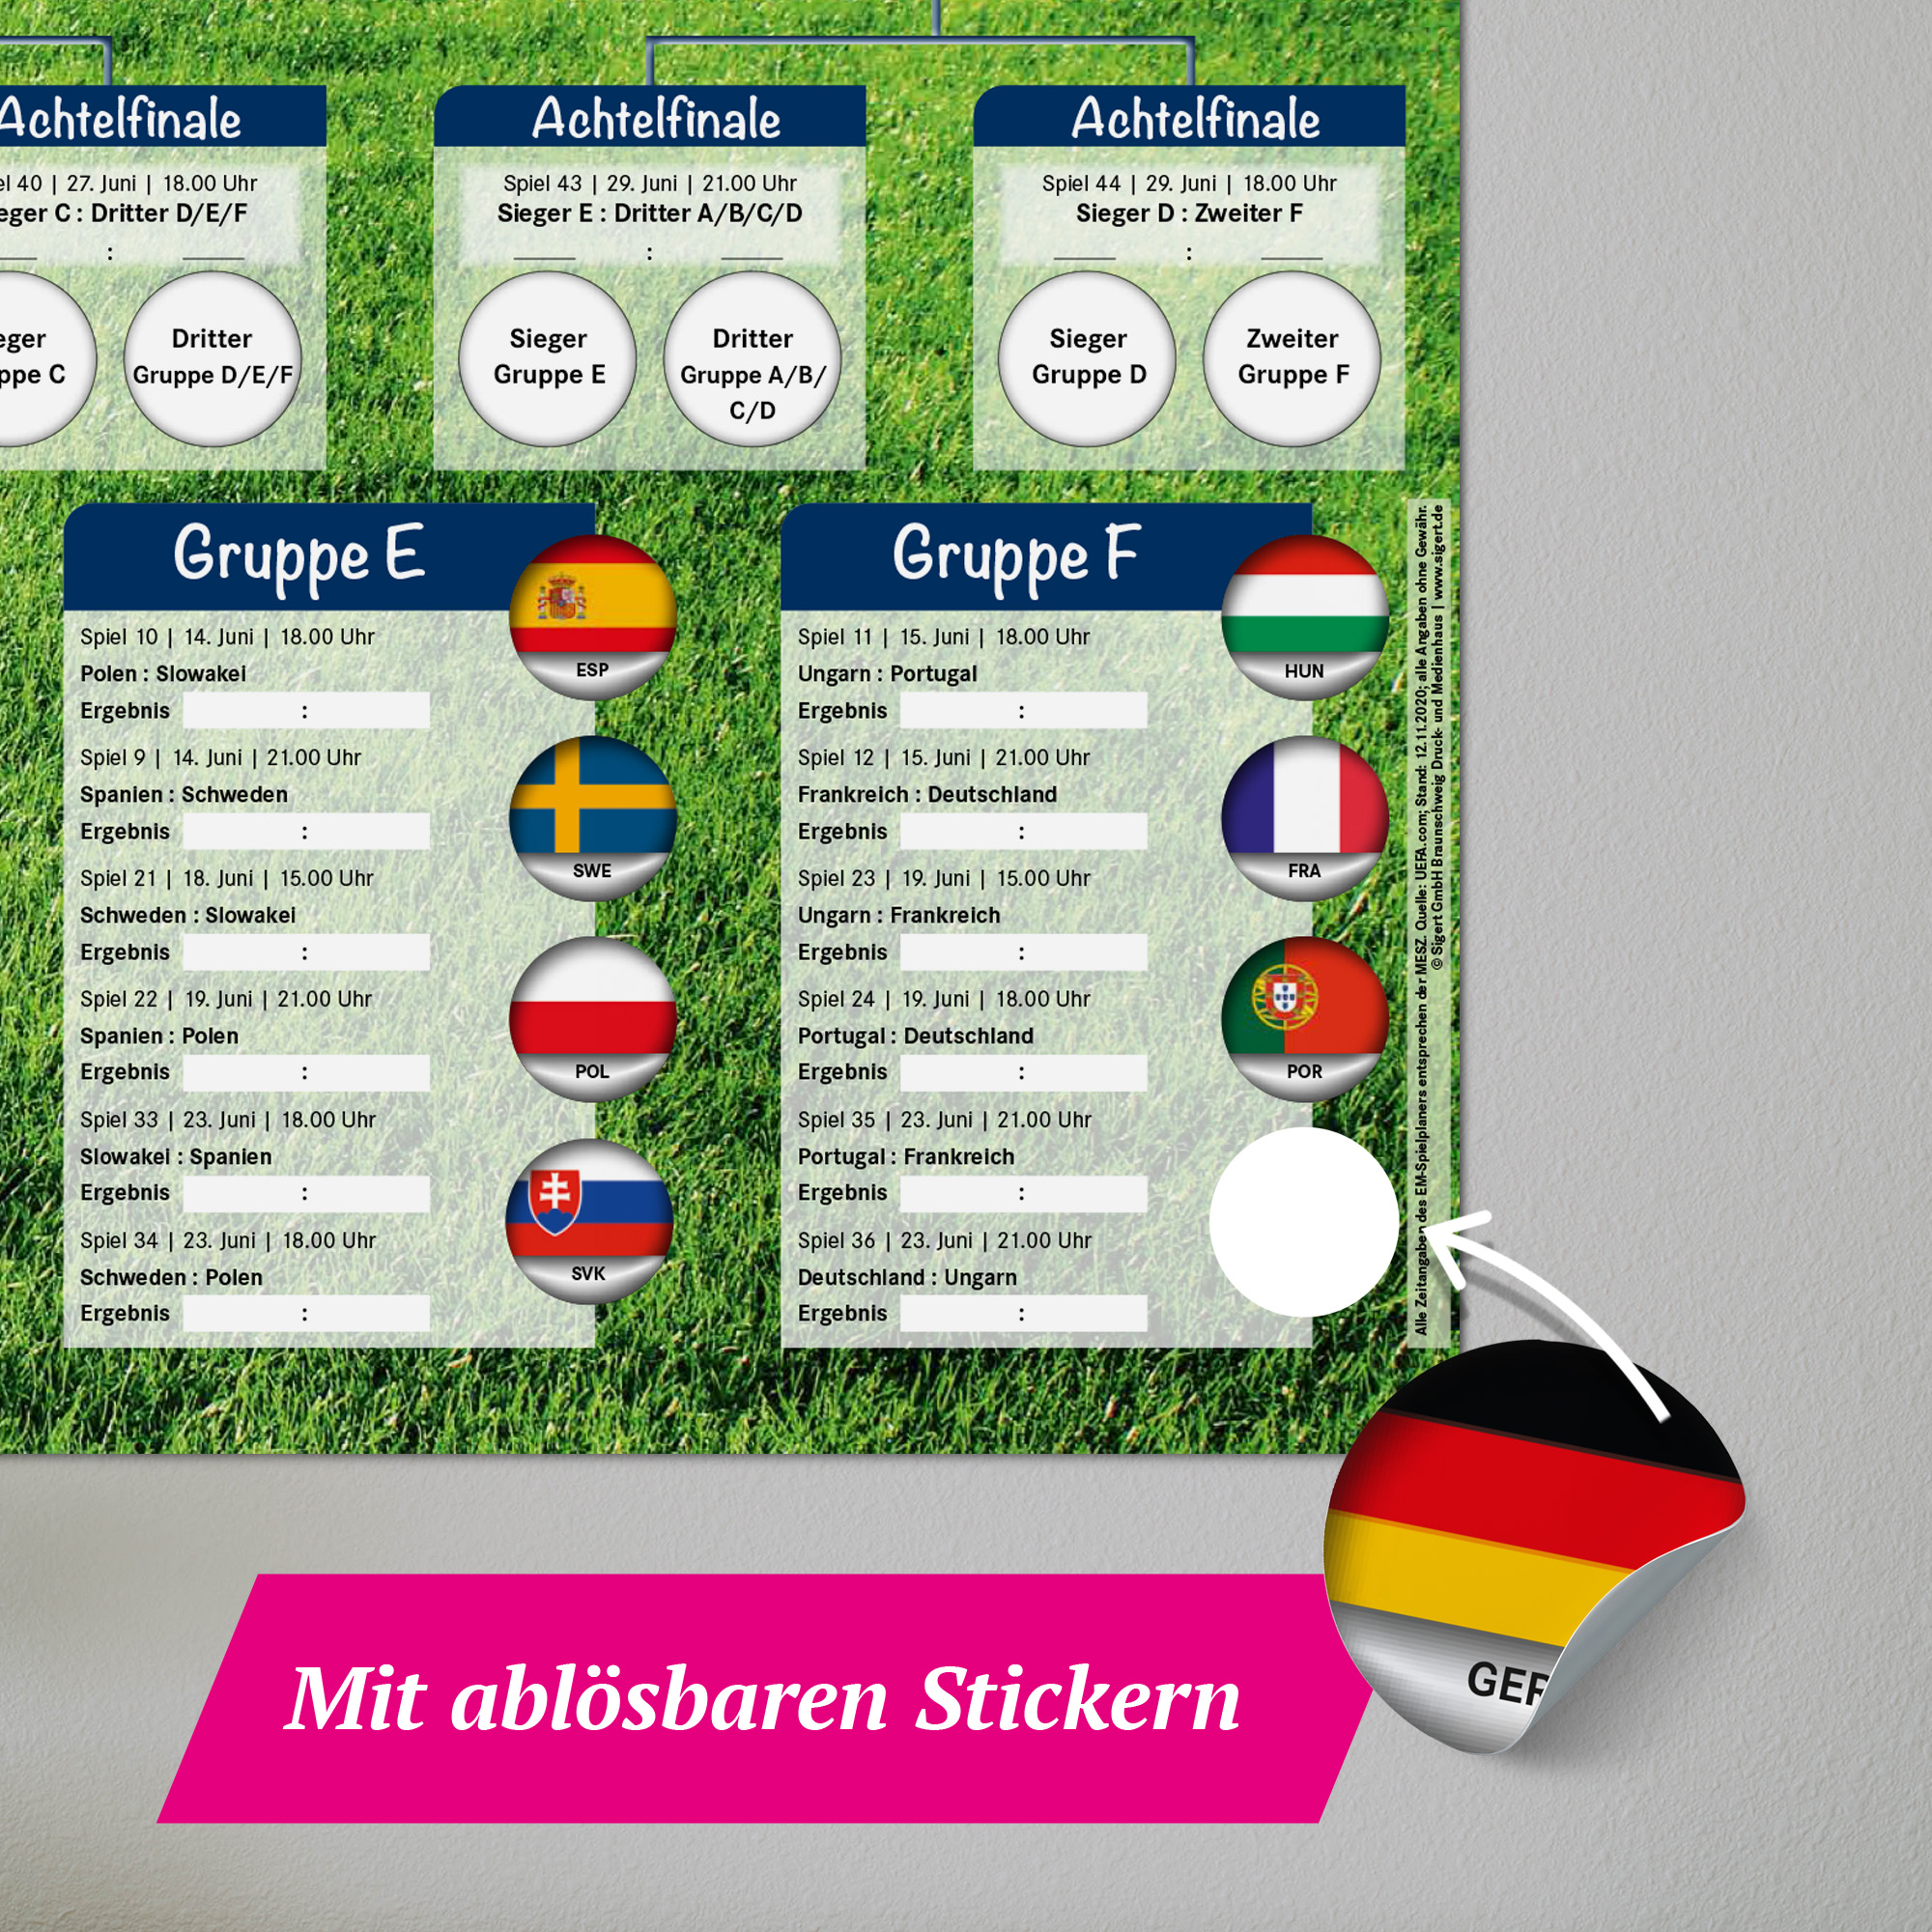 Achtelfinale
el 40 | 27. Juni | 18.00 Uhr
eger C : Dritter D/E/F
:
eger
ppe C
Dritter
Gruppe D/E/F
Achtelfinale
Spiel 43 | 29. Juni | 21.00 Uhr
Sieger E : Dritter A/B/C/D
:
Sieger
Gruppe E
Dritter
Gruppe A/B/
C/D
Achtelfinale
Spiel 44 | 29. Juni | 18.00 Uhr
Sieger D : Zweiter F
:
Sieger
Gruppe D
Zweiter
Gruppe F
Gruppe E
Spiel 10 | 14. Juni | 18.00 Uhr
Polen : Slowakei
Ergebnis :
Spiel 9 | 14. Juni | 21.00 Uhr
Spanien : Schweden
Ergebnis :
Spiel 21 | 18. Juni | 15.00 Uhr
Schweden : Slowakei
Ergebnis :
Spiel 22 | 19. Juni | 21.00 Uhr
Spanien : Polen
Ergebnis :
Spiel 33 | 23. Juni | 18.00 Uhr
Slowakei : Spanien
Ergebnis :
Spiel 34 | 23. Juni | 18.00 Uhr
Schweden : Polen
Ergebnis :
ESP
SWE
POL
SVK
Gruppe F
Spiel 11 | 15. Juni | 18.00 Uhr
Ungarn : Portugal
Ergebnis :
Spiel 12 | 15. Juni | 21.00 Uhr
Frankreich : Deutschland
Ergebnis :
Spiel 23 | 19. Juni | 15.00 Uhr
Ungarn : Frankreich
Ergebnis :
Spiel 24 | 19. Juni | 18.00 Uhr
Portugal : Deutschland
Ergebnis :
Spiel 35 | 23. Juni | 21.00 Uhr
Portugal : Frankreich
Ergebnis :
Spiel 36 | 23. Juni | 21.00 Uhr
Deutschland : Ungarn
Ergebnis :
HUN
FRA
POR
Alle Zeitangaben des EM-Spielplaners entsprechen der MESZ. Quelle: UEFA.com; Stand: 12.11.2020; alle Angaben ohne Gewähr.
© Sigert GmbH Braunschweig Druck- und Medienhaus | www.sigert.de
GER
Mit ablösbaren Stickern